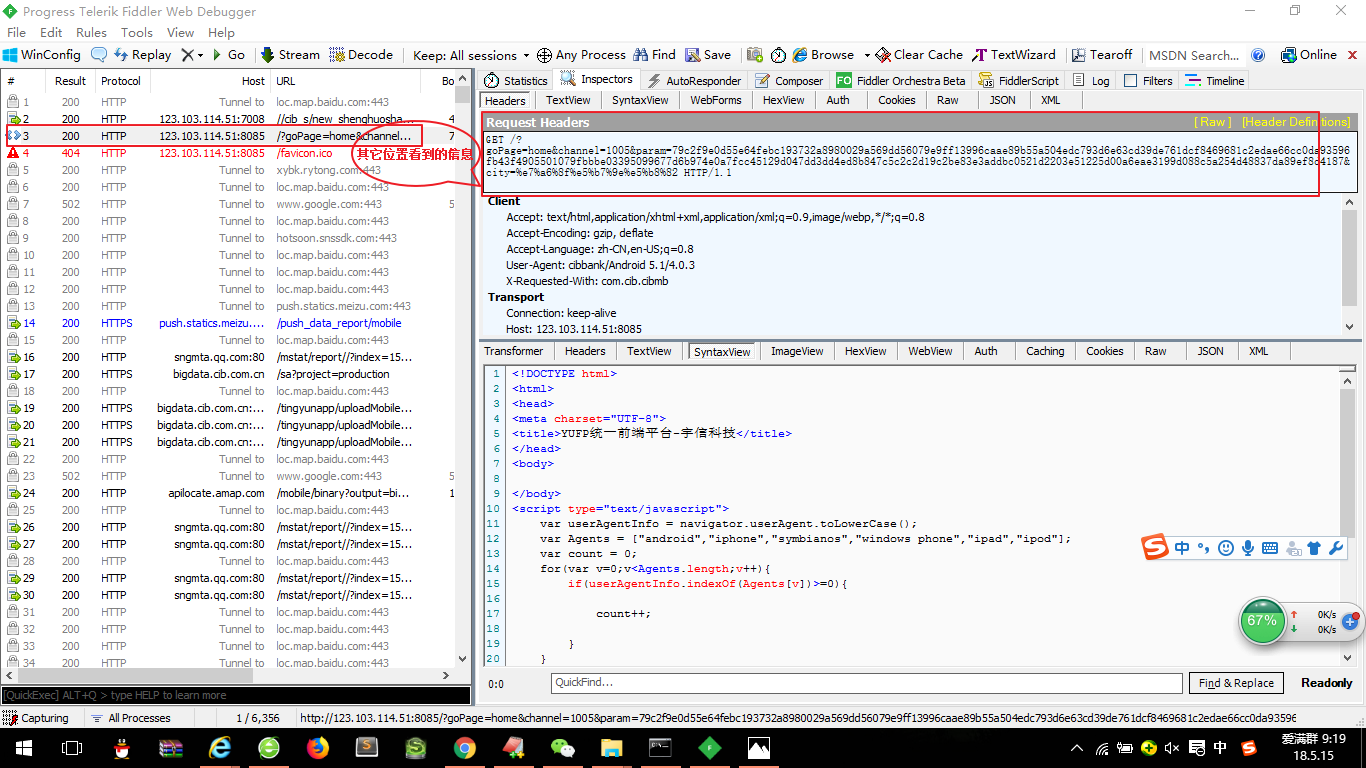 Progress Telerik Fiddler Web Debugger
File Edit Rules Tools View Help
WinConfig Replay Go Stream Decode Keep: All sessions Any Process Find Save Browse Clear Cache TextWizard Tearoff MSDN Search... Online
# Result Protocol Host URL Bo
1 200 HTTP Tunnel to loc.map.baidu.com:443
2 200 HTTP 123.103.114.51:7008 //cib_s/new_shenghuosha... 4
3 200 HTTP 123.103.114.51:8085 /?goPage=home&channel... 7
4 404 HTTP 123.103.114.51:8085 /favicon.ico
5 200 HTTP Tunnel to xybk.rytong.com:443
6 200 HTTP Tunnel to loc.map.baidu.com:443
7 502 HTTP Tunnel to www.google.com:443 5
8 200 HTTP Tunnel to loc.map.baidu.com:443
9 200 HTTP Tunnel to hotsoon.snssdk.com:443
10 200 HTTP Tunnel to loc.map.baidu.com:443
11 200 HTTP Tunnel to loc.map.baidu.com:443
12 200 HTTP Tunnel to loc.map.baidu.com:443
13 200 HTTP Tunnel to push.statics.meizu.com:443
14 200 HTTPS push.statics.meizu.... /push_data_report/mobile
15 200 HTTP Tunnel to loc.map.baidu.com:443
16 200 HTTP sngmta.qq.com:80 /mstat/report//?index=15...
17 200 HTTPS bigdata.cib.com.cn /sa?project=production
18 200 HTTP Tunnel to loc.map.baidu.com:443
19 200 HTTPS bigdata.cib.com.cn:... /tingyunapp/uploadMobile...
20 200 HTTPS bigdata.cib.com.cn:... /tingyunapp/uploadMobile...
21 200 HTTPS bigdata.cib.com.cn:... /tingyunapp/uploadMobile...
22 200 HTTP Tunnel to loc.map.baidu.com:443
23 502 HTTP Tunnel to www.google.com:443 5
24 200 HTTP apilocate.amap.com /mobile/binary?output=bi... 1
25 200 HTTP Tunnel to loc.map.baidu.com:443
26 200 HTTP sngmta.qq.com:80 /mstat/report//?index=15...
27 200 HTTP sngmta.qq.com:80 /mstat/report//?index=15...
28 200 HTTP Tunnel to loc.map.baidu.com:443
29 200 HTTP sngmta.qq.com:80 /mstat/report//?index=15...
30 200 HTTP sngmta.qq.com:80 /mstat/report//?index=15...
31 200 HTTP Tunnel to loc.map.baidu.com:443
32 200 HTTP Tunnel to loc.map.baidu.com:443
33 200 HTTP Tunnel to loc.map.baidu.com:443
34 200 HTTP Tunnel to loc.map.baidu.com:443
其它位置看到的信息
[QuickExec] ALT+Q > type HELP to learn more
Statistics Inspectors AutoResponder Composer FO Fiddler Orchestra Beta FiddlerScript Log Filters Timeline
Headers TextView SyntaxView WebForms HexView Auth Cookies Raw JSON XML
Request Headers [ Raw ] [Header Definitions]
GET /?
goPage=home&channel=1005&param=79c2f9e0d55e64febc193732a8980029a569dd56079e9ff13996caae89b55a504edc793d6e63cd39de761dcf8469681c2edae66cc0da93596
fb43f4905501079fbbbe03395099677d6b974e0a7fcc45129d047dd3dd4ed8b847c5c2c2d19c2be83e3addbc0521d2203e51225d00a6eae3199d088c5a254d48837da89ef8c4187&
city=%e7%a6%8f%e5%b7%9e%e5%b8%82 HTTP/1.1
Client
Accept: text/html,application/xhtml+xml,application/xml;q=0.9,image/webp,*/*;q=0.8
Accept-Encoding: gzip, deflate
Accept-Language: zh-CN,en-US;q=0.8
User-Agent: cibbank/Android 5.1/4.0.3
X-Requested-With: com.cib.cibmb
Transport
Connection: keep-alive
Host: 123.103.114.51:8085
Transformer Headers TextView SyntaxView ImageView HexView WebView Auth Caching Cookies Raw JSON XML
1 <!DOCTYPE html>
2 <html>
3 <head>
4 <meta charset="UTF-8">
5 <title>YUFP统一前端平台-宇信科技</title>
6 </head>
7 <body>
8
9 </body>
10 <script type="text/javascript">
11 var userAgentInfo = navigator.userAgent.toLowerCase();
12 var Agents = ["android","iphone","symbianos","windows phone","ipad","ipod"];
13 var count = 0;
14 for(var v=0;v<Agents.length;v++){
15 if(userAgentInfo.indexOf(Agents[v])>=0){
16
17 count++;
18
19 }
20 }
中
67% 0K/s
0K/s
0:0 QuickFind... Find & Replace Readonly
Capturing All Processes 1 / 6,356 http://123.103.114.51:8085/?goPage=home&channel=1005&param=79c2f9e0d55e64febc193732a8980029a569dd56079e9ff13996caae89b55a504edc793d6e63cd39de761dcf8469681c2edae66cc0da93596
中 爱满群 9:19
18.5.15